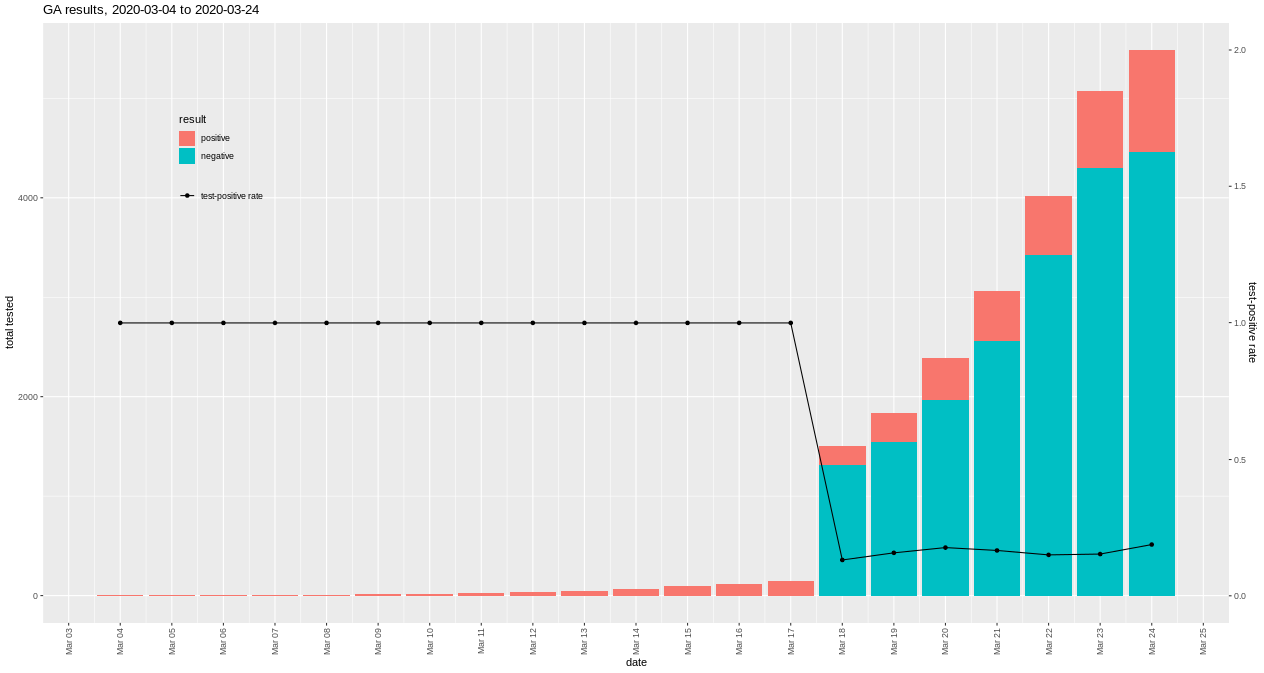 GA results, 2020-03-04 to 2020-03-24
result
positive
negative
test-positive rate
total tested
4000
2000
0
2.0
1.5
1.0
0.5
0.0
test-positive rate
Mar 03
Mar 04
Mar 05
Mar 06
Mar 07
Mar 08
Mar 09
Mar 10
Mar 11
Mar 12
Mar 13
Mar 14
Mar 15
Mar 16
Mar 17
Mar 18
Mar 19
Mar 20
Mar 21
Mar 22
Mar 23
Mar 24
Mar 25
date